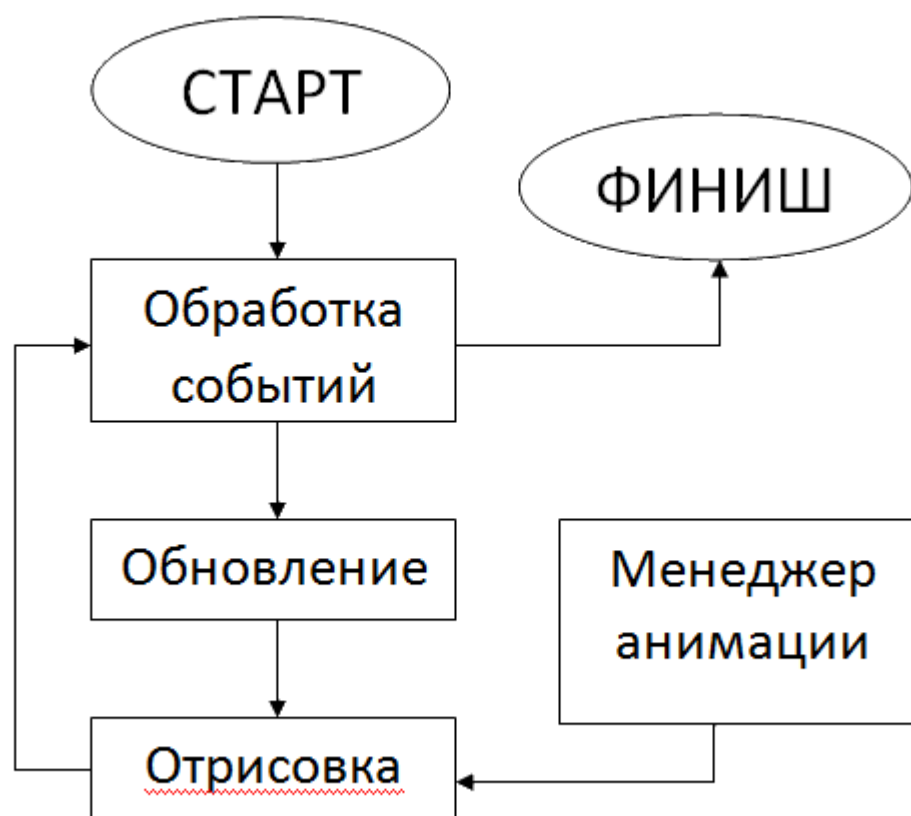 СТАРТ
ФИНИШ
Обработка
событий
Обновление
Менеджер
анимации
Отрисовка